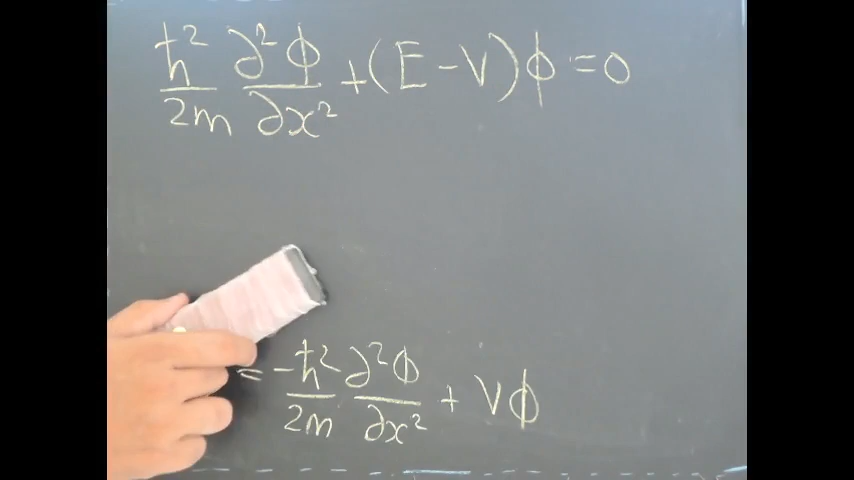 ħ²/2m ∂²ϕ/∂x² + (E - V)ϕ = 0
= -ħ²/2m ∂²ϕ/∂x² + Vϕ